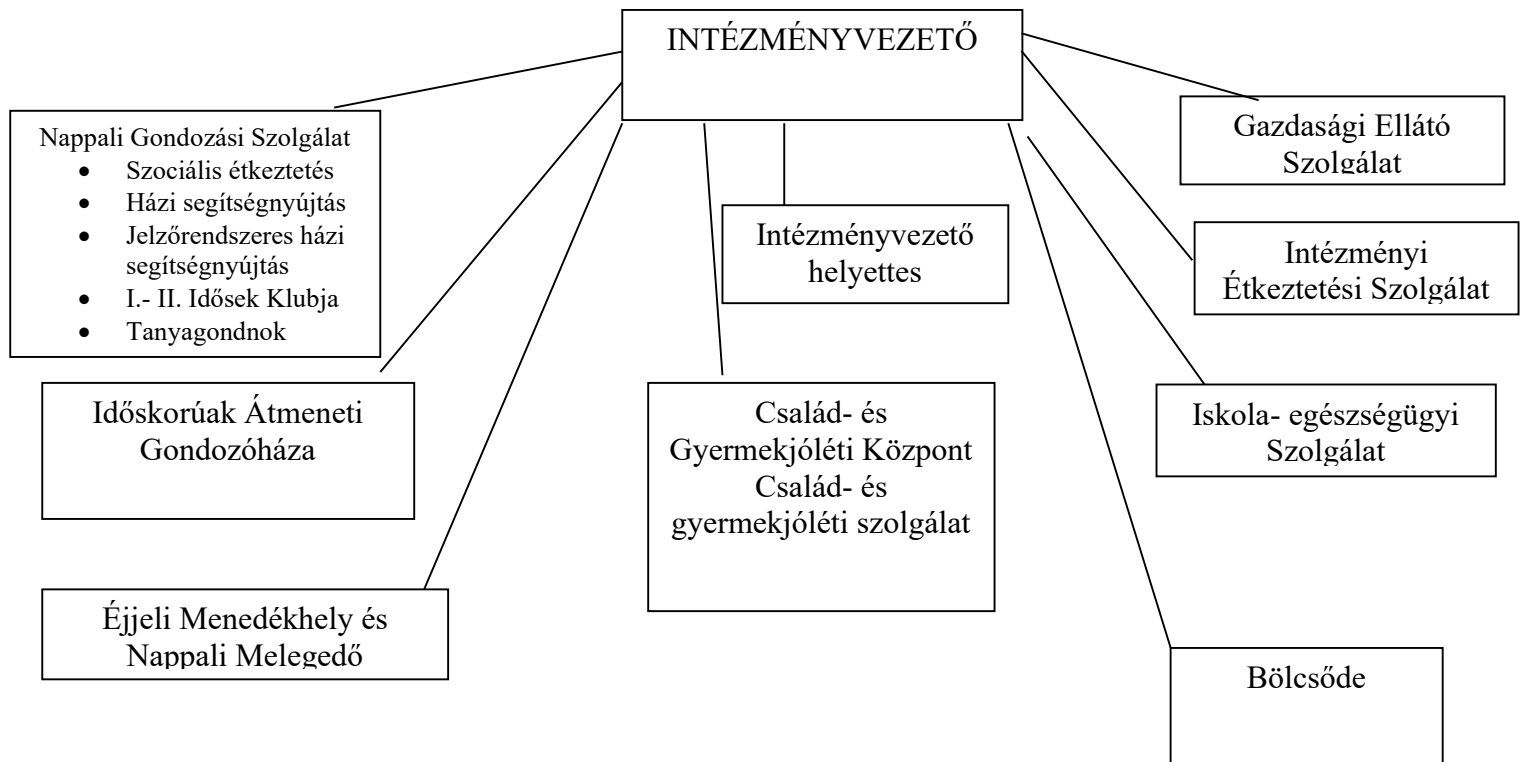 INTÉZMÉNYVEZETŐ
Nappali Gondozási Szolgálat
• Szociális étkeztetés
• Házi segítségnyújtás
• Jelzőrendszeres házi
segítségnyújtás
• I.- II. Idősek Klubja
• Tanyagondnok
Gazdasági Ellátó
Szolgálat
Intézményvezető
helyettes
Intézményi
Étkeztetési Szolgálat
Időskorúak Átmeneti
Gondozóháza
Család- és
Gyermekjóléti Központ
Család- és
gyermekjóléti szolgálat
Iskola- egészségügyi
Szolgálat
Éjjeli Menedékhely és
Nappali Melegedő
Bölcsőde